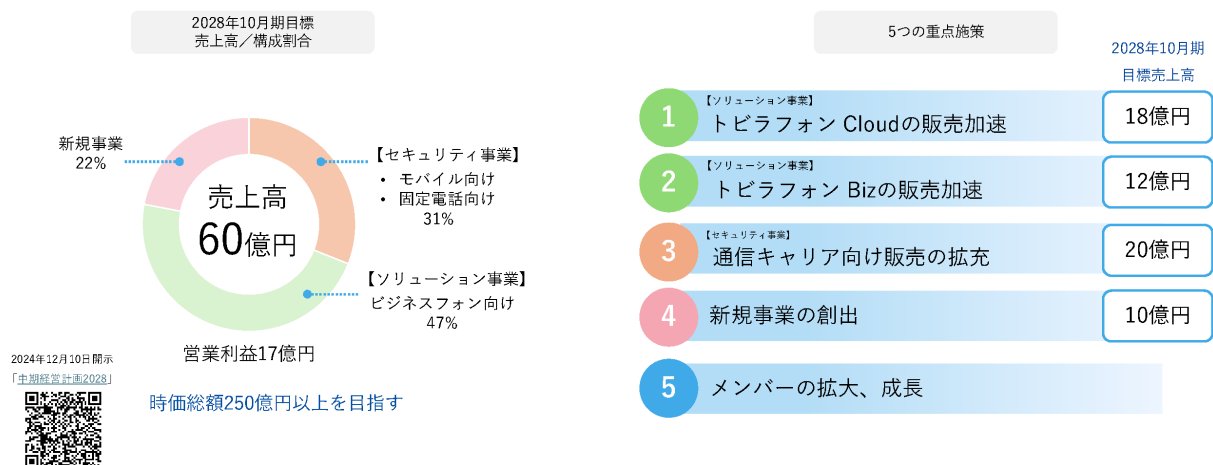 2028年10月期目標
売上高／構成割合
新規事業
22%
売上高
60億円
【セキュリティ事業】
• モバイル向け
• 固定電話向け
31%
【ソリューション事業】
ビジネスフォン向け
47%
営業利益17億円
2024年12月10日開示
「中期経営計画2028」
時価総額250億円以上を目指す
5つの重点施策
2028年10月期
目標売上高
1
【ソリューション事業】
トビラフォン Cloudの販売加速
18億円
2
【ソリューション事業】
トビラフォン Bizの販売加速
12億円
3
【セキュリティ事業】
通信キャリア向け販売の拡充
20億円
4
新規事業の創出
10億円
5
メンバーの拡大、成長